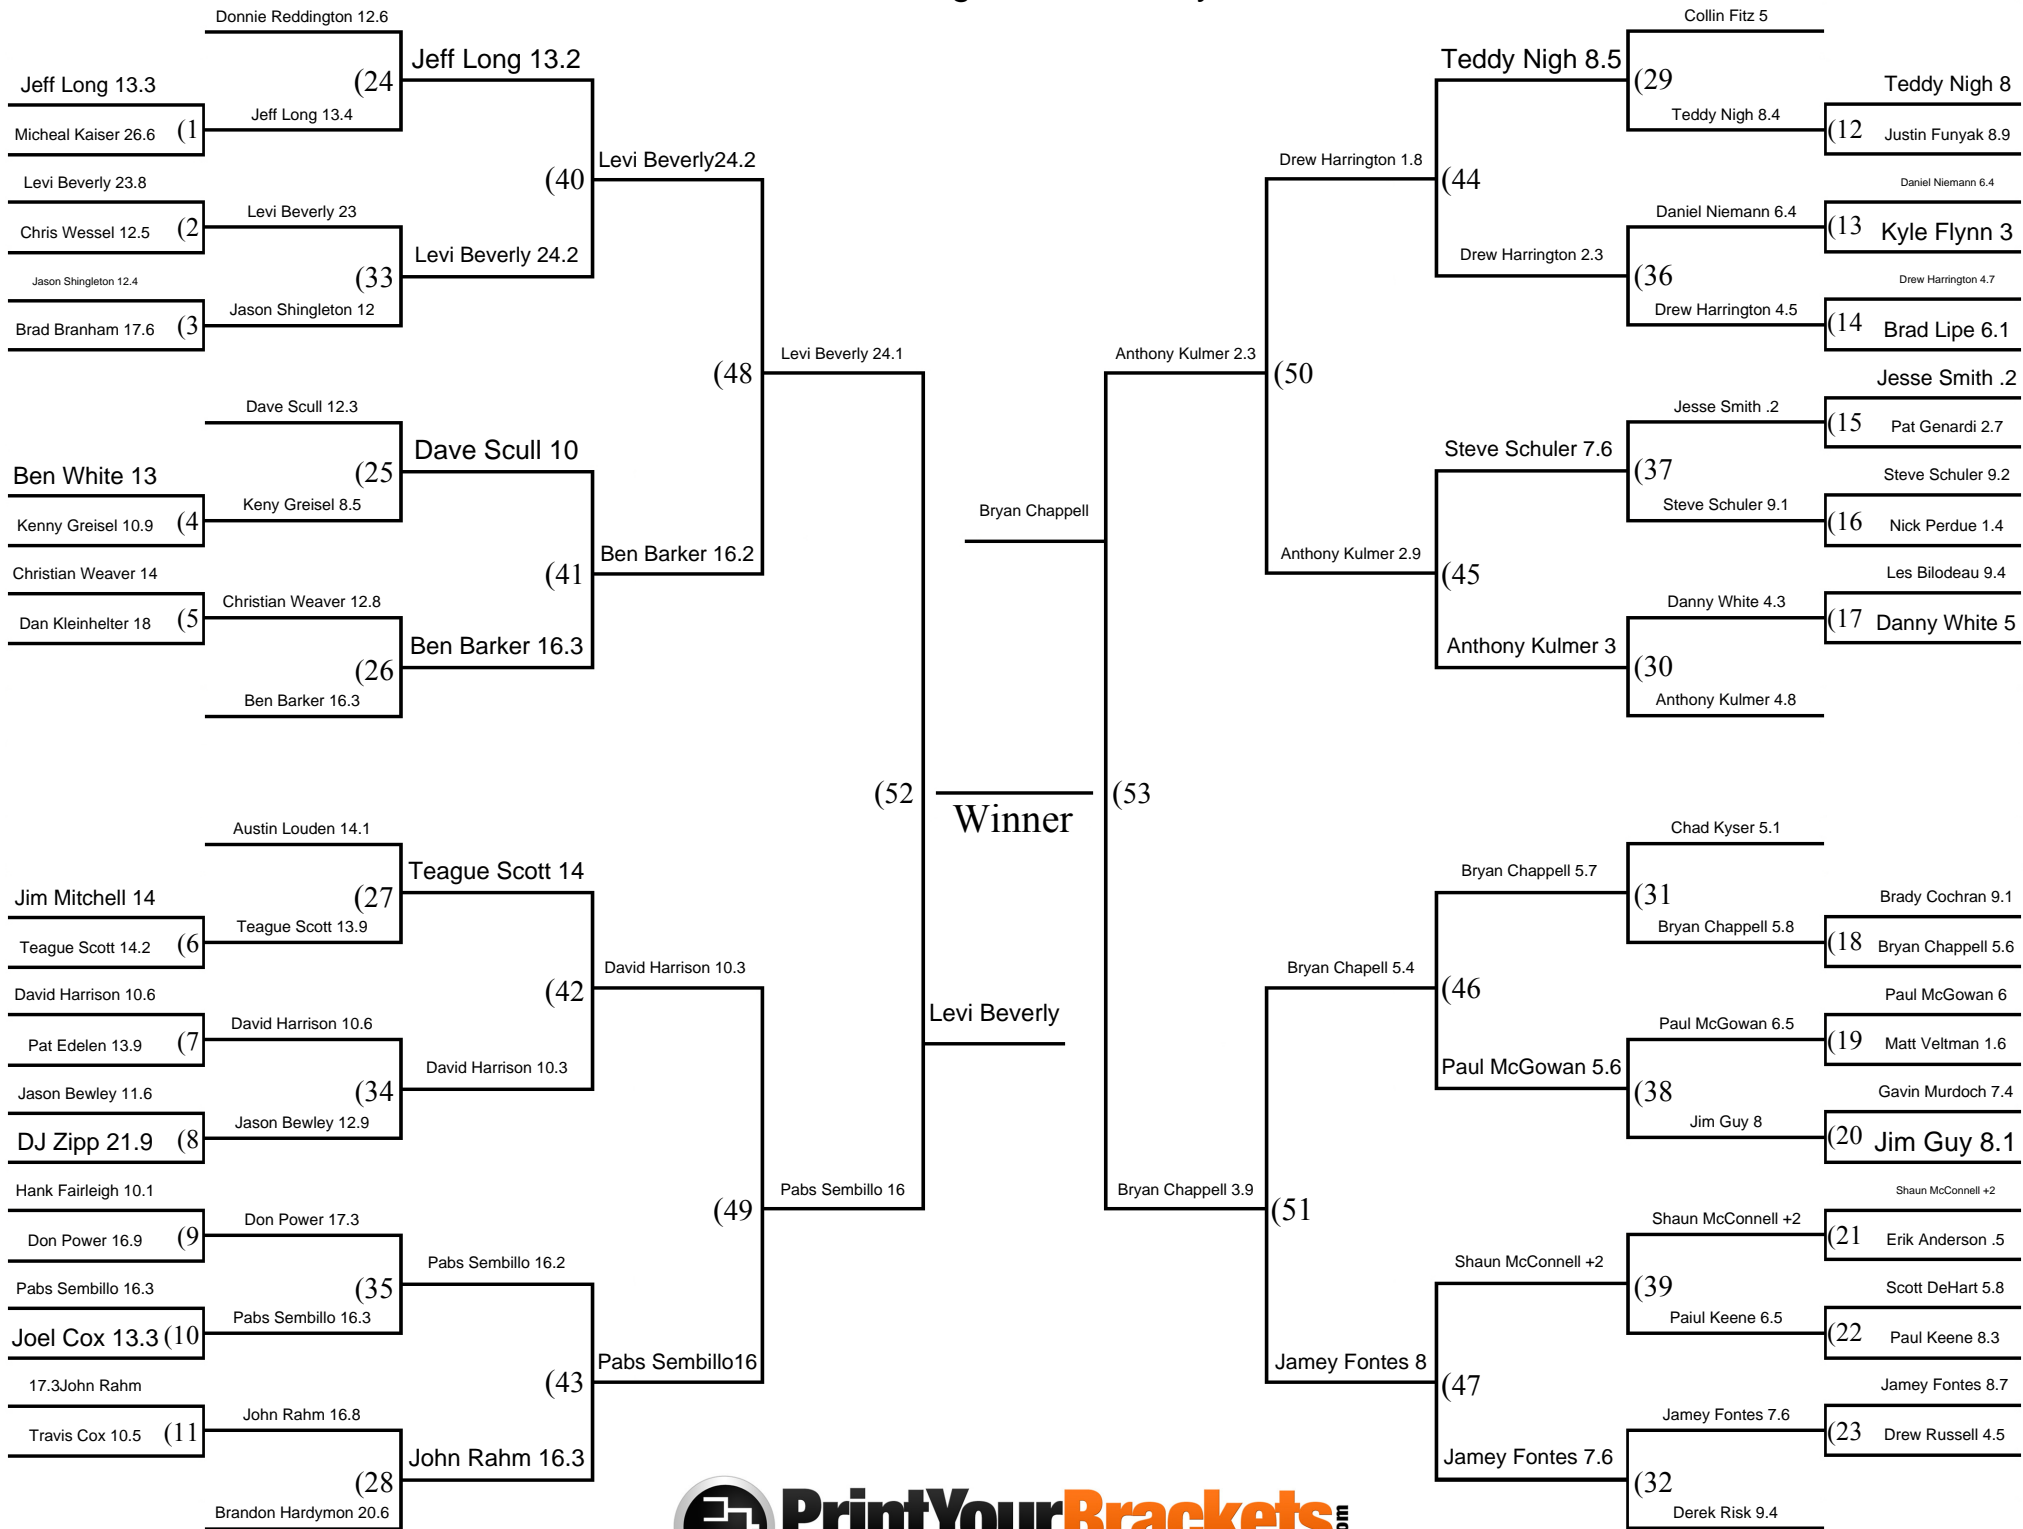 Donnie Reddington 12.6
Jeff Long 13.3
(24
Jeff Long 13.2
Micheal Kaiser 26.6 (1
Jeff Long 13.4
Levi Beverly 23.8
(40
Levi Beverly24.2
Chris Wessel 12.5 (2
Levi Beverly 23
Jason Shingleton 12.4
(33
Levi Beverly 24.2
Brad Branham 17.6 (3
Jason Shingleton 12
(48
Levi Beverly 24.1
Dave Scull 12.3
Ben White 13
(25
Dave Scull 10
Kenny Greisel 10.9 (4
Keny Greisel 8.5
Christian Weaver 14
(41
Ben Barker 16.2
Dan Kleinhelter 18 (5
Christian Weaver 12.8
(26
Ben Barker 16.3
Ben Barker 16.3
(52
Austin Louden 14.1
Jim Mitchell 14
(27
Teague Scott 14
Teague Scott 14.2 (6
Teague Scott 13.9
David Harrison 10.6
(42
David Harrison 10.3
Pat Edelen 13.9 (7
David Harrison 10.6
Jason Bewley 11.6
(34
David Harrison 10.3
DJ Zipp 21.9 (8
Jason Bewley 12.9
Hank Fairleigh 10.1
(49
Pabs Sembillo 16
Don Power 16.9 (9
Don Power 17.3
Pabs Sembillo 16.3
(35
Pabs Sembillo 16.2
Joel Cox 13.3 (10
Pabs Sembillo 16.3
17.3John Rahm
(43
Pabs Sembillo16
Travis Cox 10.5 (11
John Rahm 16.8
(28
John Rahm 16.3
Brandon Hardymon 20.6
Bryan Chappell
Winner
Levi Beverly
Collin Fitz 5
Teddy Nigh 8.5
(29
Teddy Nigh 8
Teddy Nigh 8.4
(12 Justin Funyak 8.9
Drew Harrington 1.8
(44
Daniel Niemann 6.4
Daniel Niemann 6.4
(13 Kyle Flynn 3
Drew Harrington 2.3
(36
Drew Harrington 4.7
Drew Harrington 4.5
(14 Brad Lipe 6.1
Anthony Kulmer 2.3
(50
Jesse Smith .2
Jesse Smith .2
(15 Pat Genardi 2.7
Steve Schuler 7.6
(37
Steve Schuler 9.2
Steve Schuler 9.1
(16 Nick Perdue 1.4
Anthony Kulmer 2.9
(45
Les Bilodeau 9.4
Danny White 4.3
(17 Danny White 5
Anthony Kulmer 3
(30
Anthony Kulmer 4.8
(53
Chad Kyser 5.1
Bryan Chappell 5.7
(31
Brady Cochran 9.1
Bryan Chappell 5.8
(18 Bryan Chappell 5.6
Bryan Chapell 5.4
(46
Paul McGowan 6
Paul McGowan 6.5
(19 Matt Veltman 1.6
Paul McGowan 5.6
(38
Gavin Murdoch 7.4
Jim Guy 8
(20 Jim Guy 8.1
Bryan Chappell 3.9
(51
Shaun McConnell +2
Shaun McConnell +2
(21 Erik Anderson .5
Shaun McConnell +2
(39
Scott DeHart 5.8
Paiul Keene 6.5
(22 Paul Keene 8.3
Jamey Fontes 8
(47
Jamey Fontes 8.7
Jamey Fontes 7.6
(23 Drew Russell 4.5
Jamey Fontes 7.6
(32
Derek Risk 9.4
PrintYourBrackets